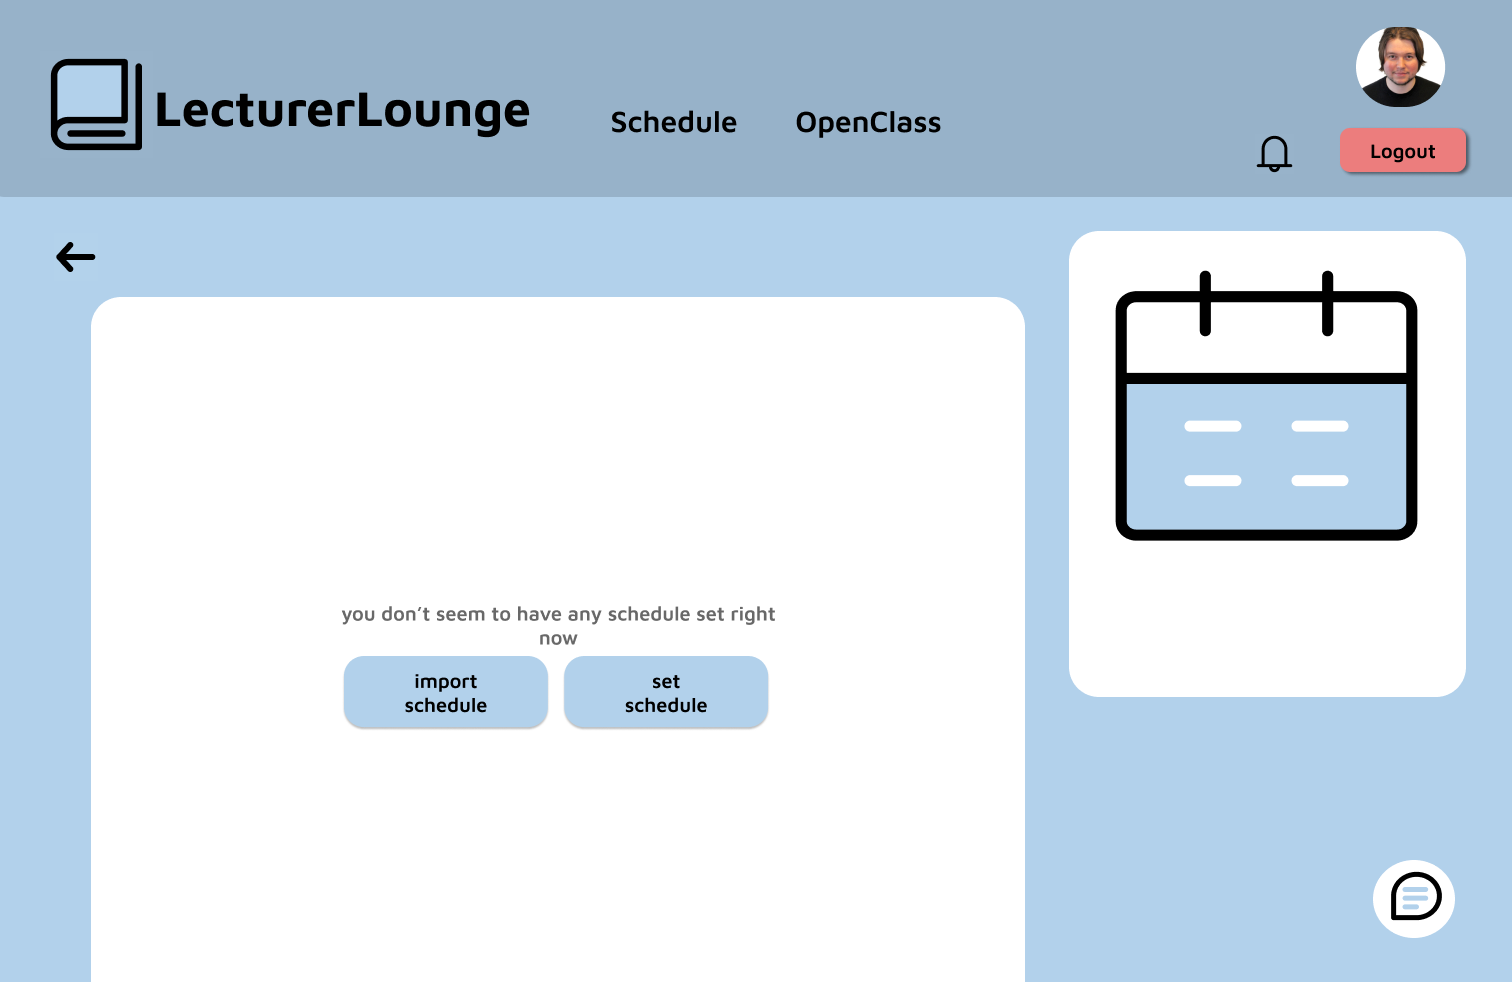 LecturerLounge
Schedule
OpenClass
Logout
you don’t seem to have any schedule set right
now
import
schedule
set
schedule